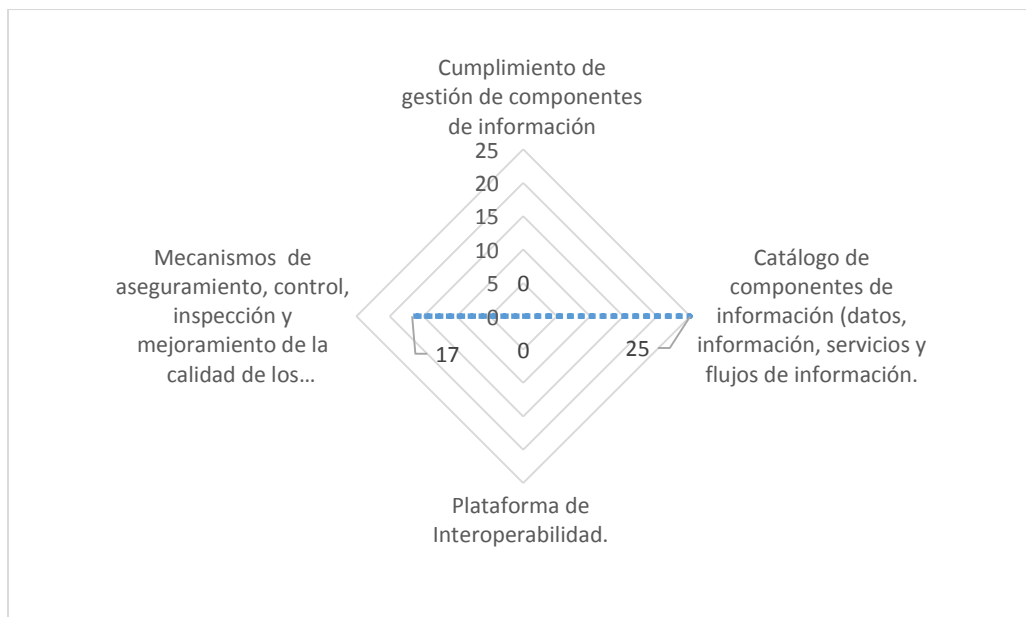 Cumplimiento de
gestión de componentes
de información
25
20
15
10
5
0
0
Mecanismos de
aseguramiento, control,
inspección y
mejoramiento de la
calidad de los...
17
0
25
Catálogo de
componentes de
información (datos,
información, servicios y
flujos de información.
Plataforma de
Interoperabilidad.